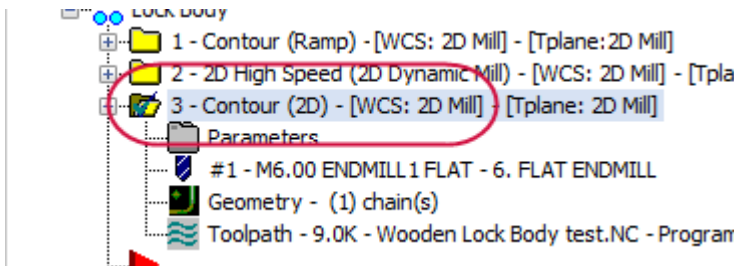 Lock Body
1 - Contour (Ramp) - [WCS: 2D Mill] - [Tplane: 2D Mill]
2 - 2D High Speed (2D Dynamic Mill) - [WCS: 2D Mill] - [Tpla
3 - Contour (2D) - [WCS: 2D Mill] - [Tplane: 2D Mill]
Parameters
#1 - M6.00 ENDMILL1 FLAT - 6. FLAT ENDMILL
Geometry - (1) chain(s)
Toolpath - 9.0K - Wooden Lock Body test.NC - Program